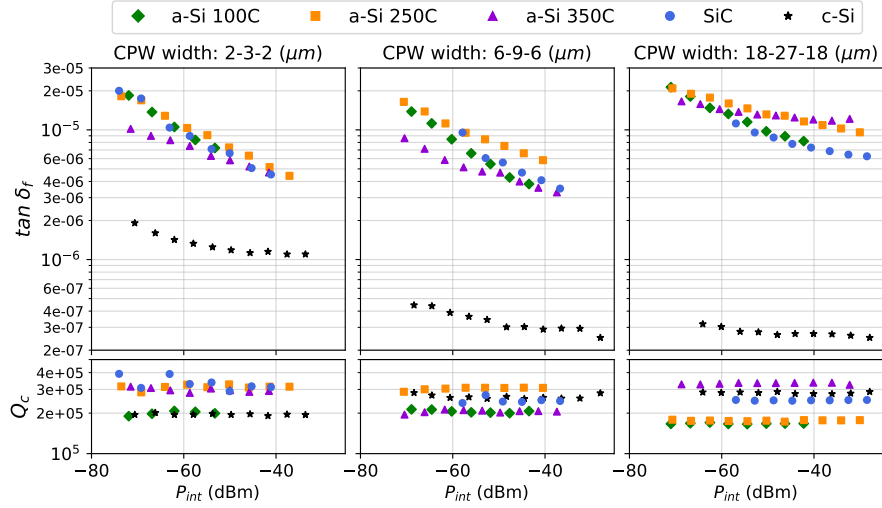 a-Si 100C a-Si 250C a-Si 350C SiC c-Si
CPW width: 2-3-2 (μm) CPW width: 6-9-6 (μm) CPW width: 18-27-18 (μm)
3e-05
2e-05
10⁻⁵
6e-06
4e-06
3e-06
2e-06
10⁻⁶
6e-07
4e-07
3e-07
2e-07
tan δf
4e+05
3e+05
2e+05
10⁵
Qc
−80 −60 −40 −80 −60 −40 −80 −60 −40
Pint (dBm) Pint (dBm) Pint (dBm)